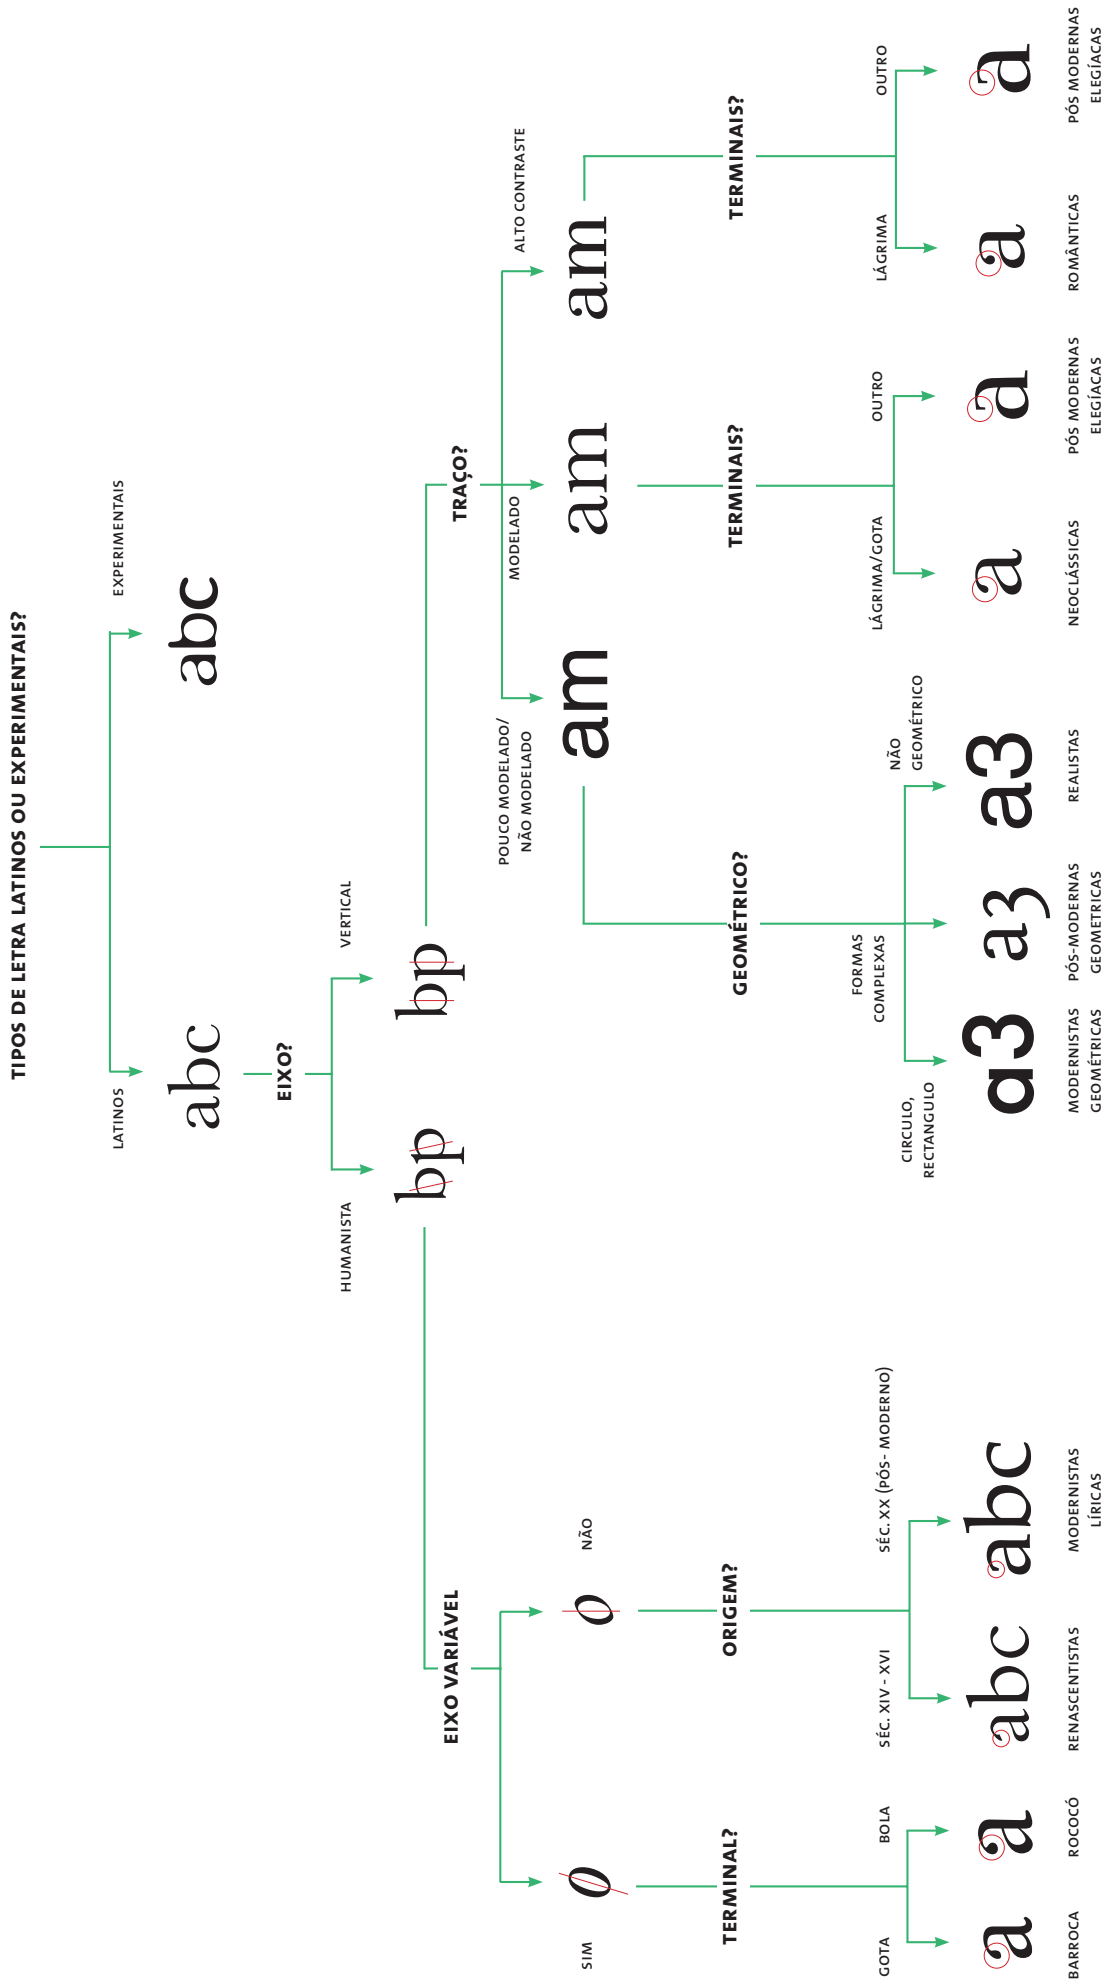 TIPOS DE LETRA LATINOS OU EXPERIMENTAIS?
LATINOS
EXPERIMENTAIS
abc
abc
EIXO?
HUMANISTA
VERTICAL
bp
bp
EIXO VARIÁVEL
TRAÇO?
POUCO MODELADO/
NÃO MODELADO
MODELADO
ALTO CONTRASTE
SIM
o
o
NÃO
am
am
am
TERMINAL?
ORIGEM?
GEOMÉTRICO?
TERMINAIS?
TERMINAIS?
GOTA
BOLA
SÉC. XIV - XVI
SÉC. XX (PÓS- MODERNO)
CIRCULO,
RECTANGULO
FORMAS
COMPLEXAS
NÃO
GEOMÉTRICO
LÁGRIMA/GOTA
OUTRO
LÁGRIMA
OUTRO
a
a
abc
abc
a3
a3
a3
a
a
a
a
BARROCA
ROCOCÓ
RENASCENTISTAS
MODERNISTAS
LÍRICAS
MODERNISTAS
GEOMÉTRICAS
PÓS-MODERNAS
GEOMETRICAS
REALISTAS
NEOCLÁSSICAS
PÓS MODERNAS
ELEGÍACAS
ROMÂNTICAS
PÓS MODERNAS
ELEGÍACAS